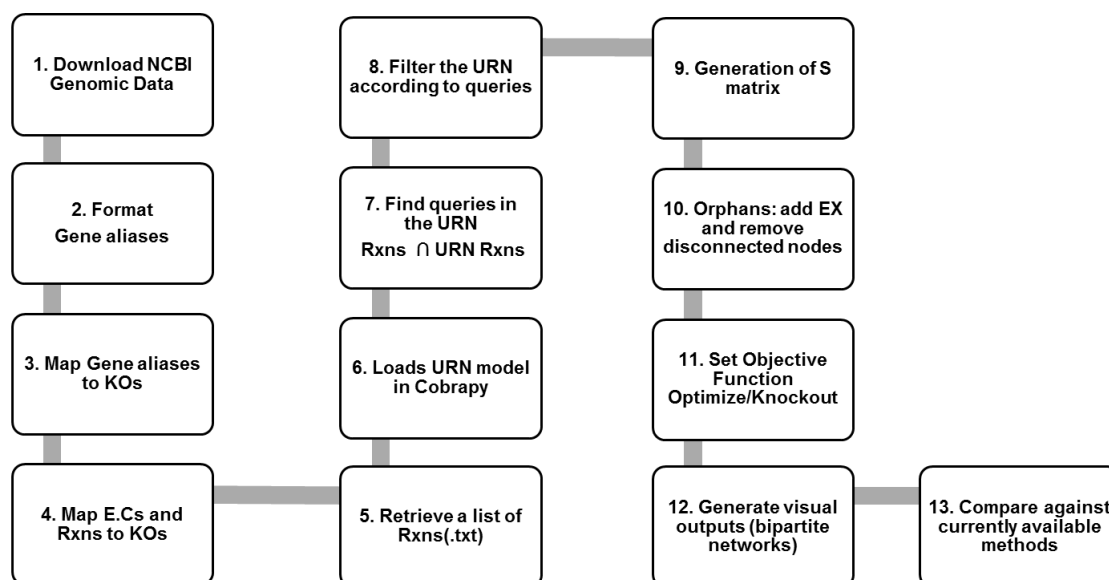 1. Download NCBI
Genomic Data
2. Format
Gene aliases
3. Map Gene aliases
to KOs
4. Map E.Cs and
Rxns to KOs
5. Retrieve a list of
Rxns(.txt)
6. Loads URN model
in Cobrapy
7. Find queries in
the URN
Rxns ∩ URN Rxns
8. Filter the URN
according to queries
9. Generation of S
matrix
10. Orphans: add EX
and remove
disconnected nodes
11. Set Objective
Function
Optimize/Knockout
12. Generate visual
outputs (bipartite
networks)
13. Compare against
currently available
methods